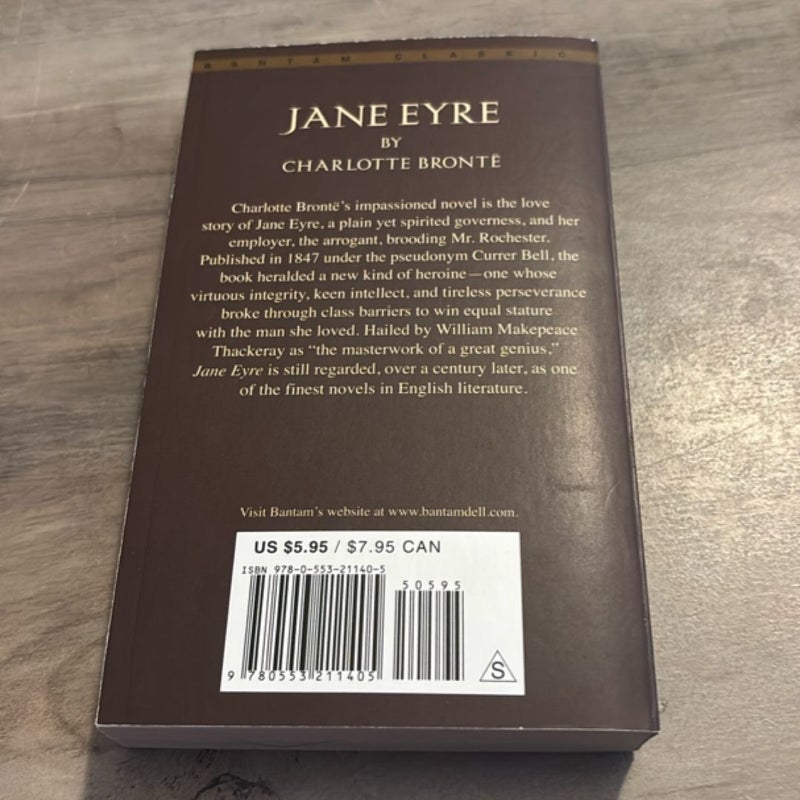 BANTAM CLASSIC
JANE EYRE
BY
CHARLOTTE BRONTË
Charlotte Brontë's impassioned novel is the love
story of Jane Eyre, a plain yet spirited governess, and her
employer, the arrogant, brooding Mr. Rochester.
Published in 1847 under the pseudonym Currer Bell, the
book heralded a new kind of heroine—one whose
virtuous integrity, keen intellect, and tireless perseverance
broke through class barriers to win equal stature
with the man she loved. Hailed by William Makepeace
Thackeray as “the masterwork of a great genius,”
Jane Eyre is still regarded, over a century later, as one
of the finest novels in English literature.
Visit Bantam's website at www.bantamdell.com.
US $5.95 / $7.95 CAN
ISBN 978-0-553-21140-5
50595
9 780553 211405
S